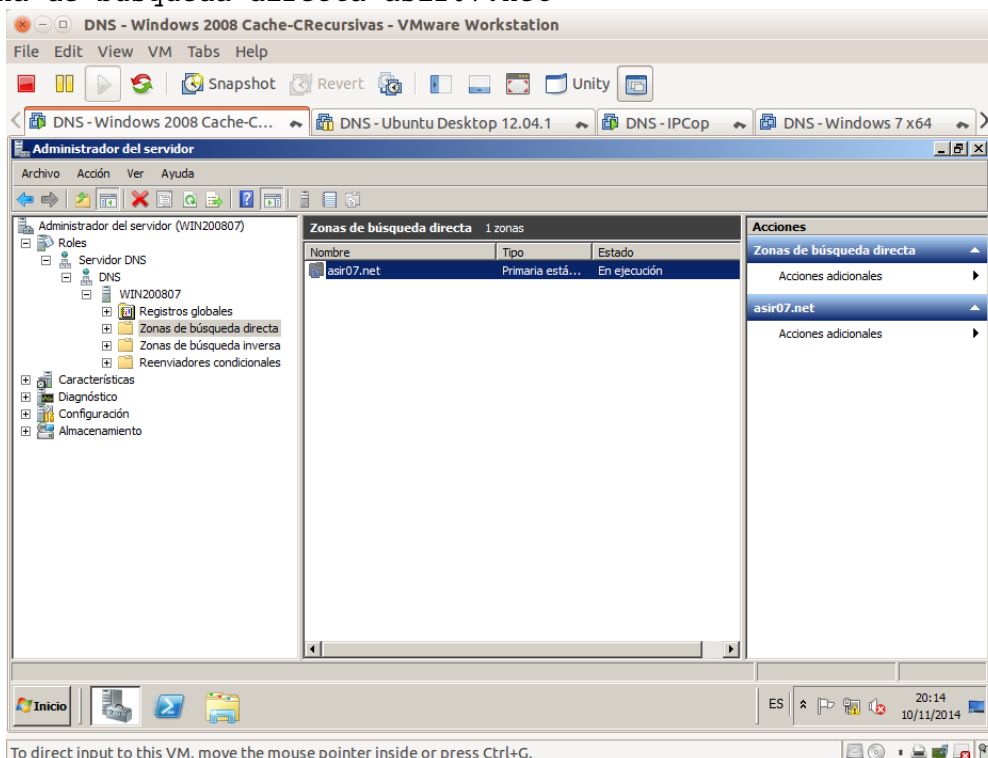 DNS - Windows 2008 Cache-CRecursivas - VMware Workstation
File Edit View VM Tabs Help
Snapshot Revert Unity
DNS - Windows 2008 Cache-C... DNS - Ubuntu Desktop 12.04.1 DNS - IPCop DNS - Windows 7 x64
Administrador del servidor
Archivo Acción Ver Ayuda
Administrador del servidor (WIN200807)
Roles
Servidor DNS
DNS
WIN200807
Registros globales
Zonas de búsqueda directa
Zonas de búsqueda inversa
Reenviadores condicionales
Características
Diagnóstico
Configuración
Almacenamiento
Zonas de búsqueda directa 1 zonas
Nombre Tipo Estado
asir07.net Primaria está... En ejecución
Acciones
Zonas de búsqueda directa
Acciones adicionales
asir07.net
Acciones adicionales
Inicio
ES 20:14
10/11/2014
To direct input to this VM, move the mouse pointer inside or press Ctrl+G.